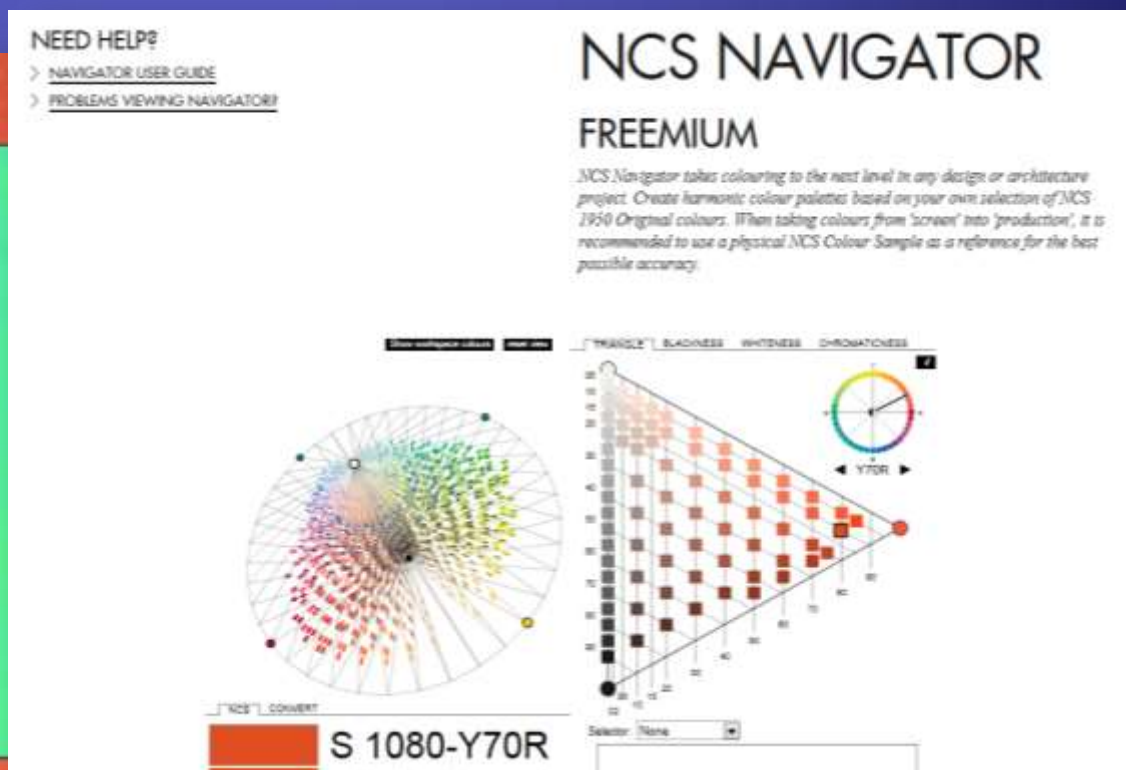 NEED HELP?
NAVIGATOR USER GUIDE
PROBLEMS VIEWING NAVIGATOR?
NCS NAVIGATOR
FREEMIUM
NCS Navigator takes colouring to the next level in any design or architecture
project. Create harmonic colour palettes based on your own selection of NCS
1950 Original colours. When taking colours from 'screen' into 'production', it is
recommended to use a physical NCS Colour Sample as a reference for the best
possible accuracy.
Show workspace colours
TRIANGLE BLACKNESS WHITENESS CHROMATICNESS
Y70R
NCS CONVERT
S 1080-Y70R
Selector: None